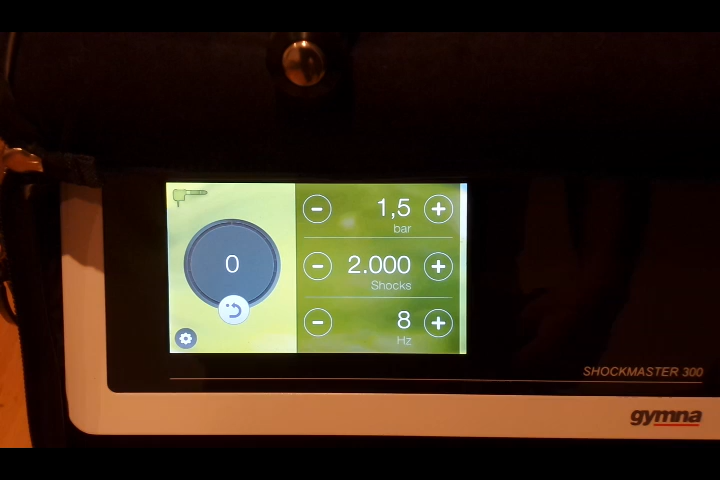 0
1,5
bar
2.000
Shocks
8
Hz
SHOCKMASTER 300
gymna